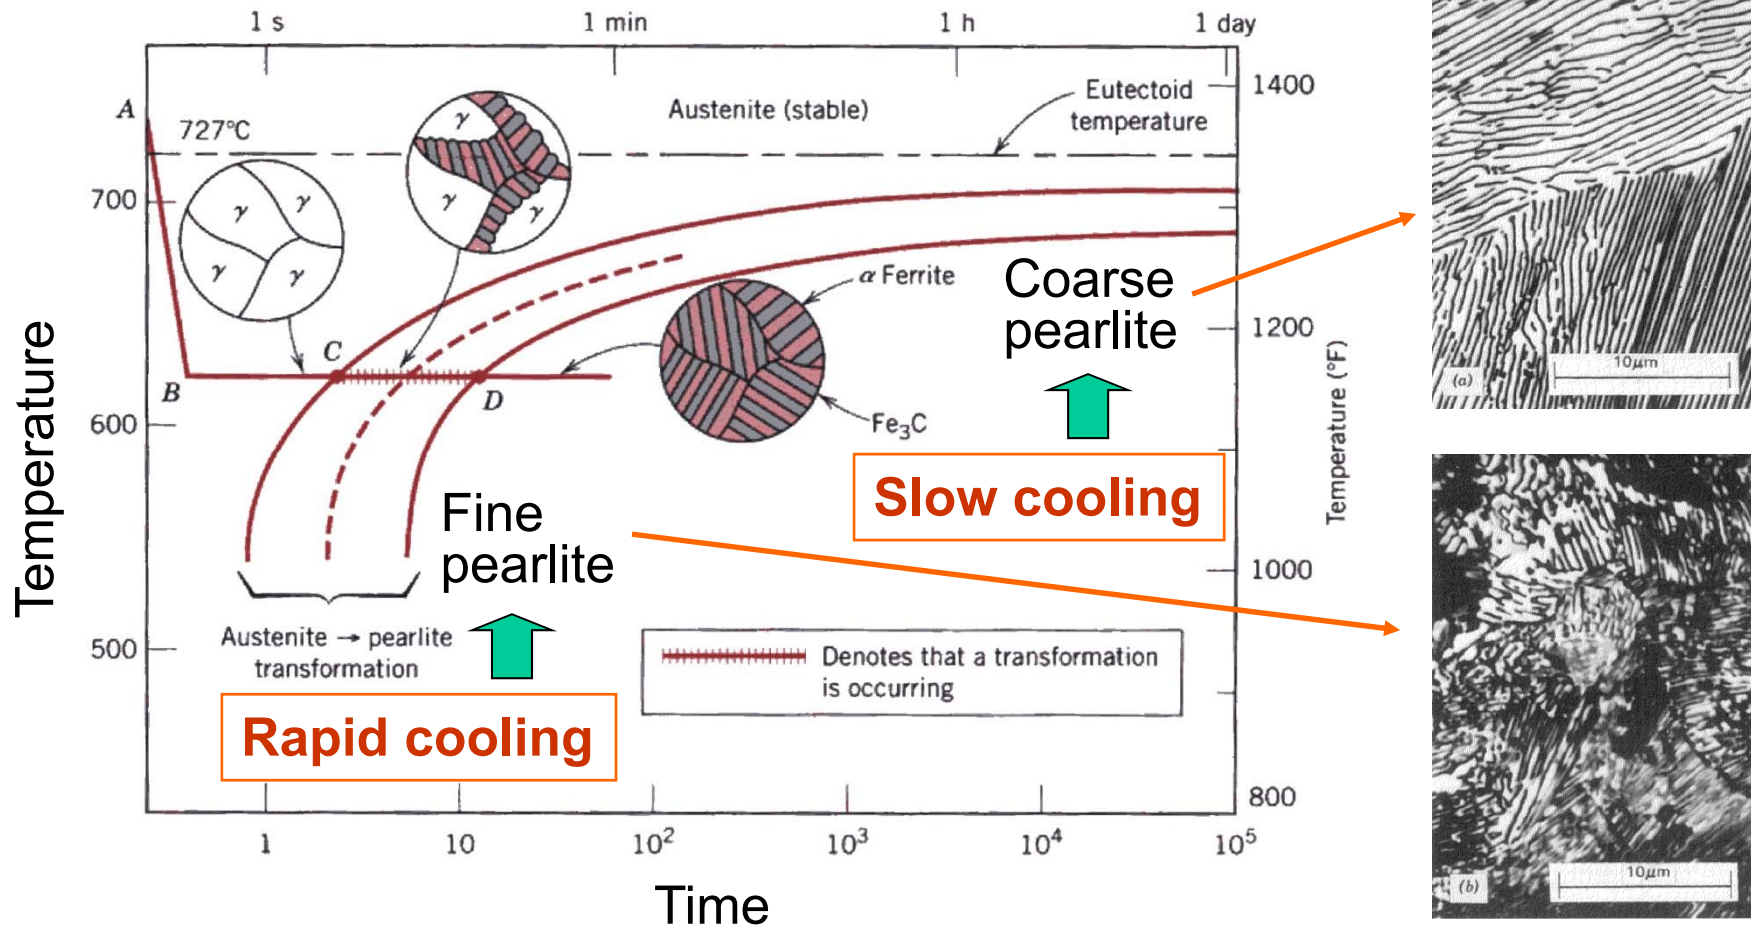 1 s
1 min
1 h
1 day
A
727°C
γ
γ
γ
γ
γ
γ
γ
Austenite (stable)
Eutectoid
temperature
1400
700
α Ferrite
Coarse
pearlite
1200
C
B
D
Fe₃C
600
Temperature
Temperature (°F)
10μm
(a)
Slow cooling
Fine
pearlite
1000
500
Austenite → pearlite
transformation
Denotes that a transformation
is occurring
Rapid cooling
800
1
10
10²
10³
10⁴
10⁵
Time
10μm
(b)